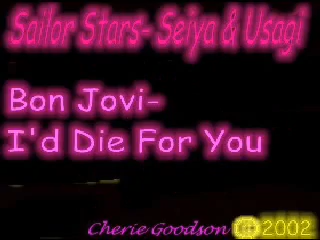 Sailor Stars- Seiya & Usagi
Bon Jovi-
I'd Die For You
Cherie Goodson © 2002